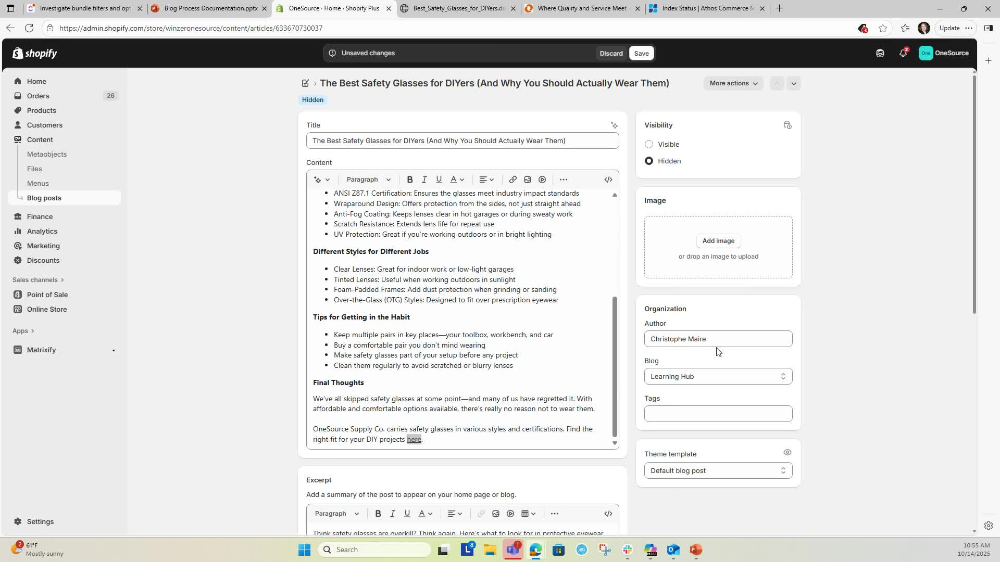 Investigate bundle filters and opt
Blog Process Documentation.pptx
OneSource · Home · Shopify Plus
Best_Safety_Glasses_for_DIYers.do
Where Quality and Service Meet
Index Status | Athos Commerce M
https://admin.shopify.com/store/winzeronesource/content/articles/633670730037
3
Update
shopify
Unsaved changes
Discard
Save
2
One
OneSource
Home
Orders
26
Products
Customers
Content
Metaobjects
Files
Menus
Blog posts
Finance
Analytics
Marketing
Discounts
Sales channels
Point of Sale
Online Store
Apps
Matrixify
Settings
The Best Safety Glasses for DIYers (And Why You Should Actually Wear Them)
More actions
Hidden
Title
The Best Safety Glasses for DIYers (And Why You Should Actually Wear Them)
Content
Paragraph
B I U A
ANSI Z87.1 Certification: Ensures the glasses meet industry impact standards
Wraparound Design: Offers protection from the sides, not just straight ahead
Anti-Fog Coating: Keeps lenses clear in hot garages or during sweaty work
Scratch Resistance: Extends lens life for repeat use
UV Protection: Great if you're working outdoors or in bright lighting
Different Styles for Different Jobs
Clear Lenses: Great for indoor work or low-light garages
Tinted Lenses: Useful when working outdoors in sunlight
Foam-Padded Frames: Add dust protection when grinding or sanding
Over-the-Glass (OTG) Styles: Designed to fit over prescription eyewear
Tips for Getting in the Habit
Keep multiple pairs in key places—your toolbox, workbench, and car
Buy a comfortable pair you don't mind wearing
Make safety glasses part of your setup before any project
Clean them regularly to avoid scratched or blurry lenses
Final Thoughts
We've all skipped safety glasses at some point—and many of us have regretted it. With
affordable and comfortable options available, there's really no reason not to wear them.
OneSource Supply Co. carries safety glasses in various styles and certifications. Find the
right fit for your DIY projects here.
Excerpt
Add a summary of the post to appear on your home page or blog.
Paragraph
B I U A
Think safety glasses are overkill? Think again. Here's what to look for in protective eyewear
Visibility
Visible
Hidden
Image
Add image
or drop an image to upload
Organization
Author
Christophe Maire
Blog
Learning Hub
Tags
Theme template
Default blog post
2
61°F
Mostly sunny
Search
8
1
M365
10:55 AM
10/14/2025